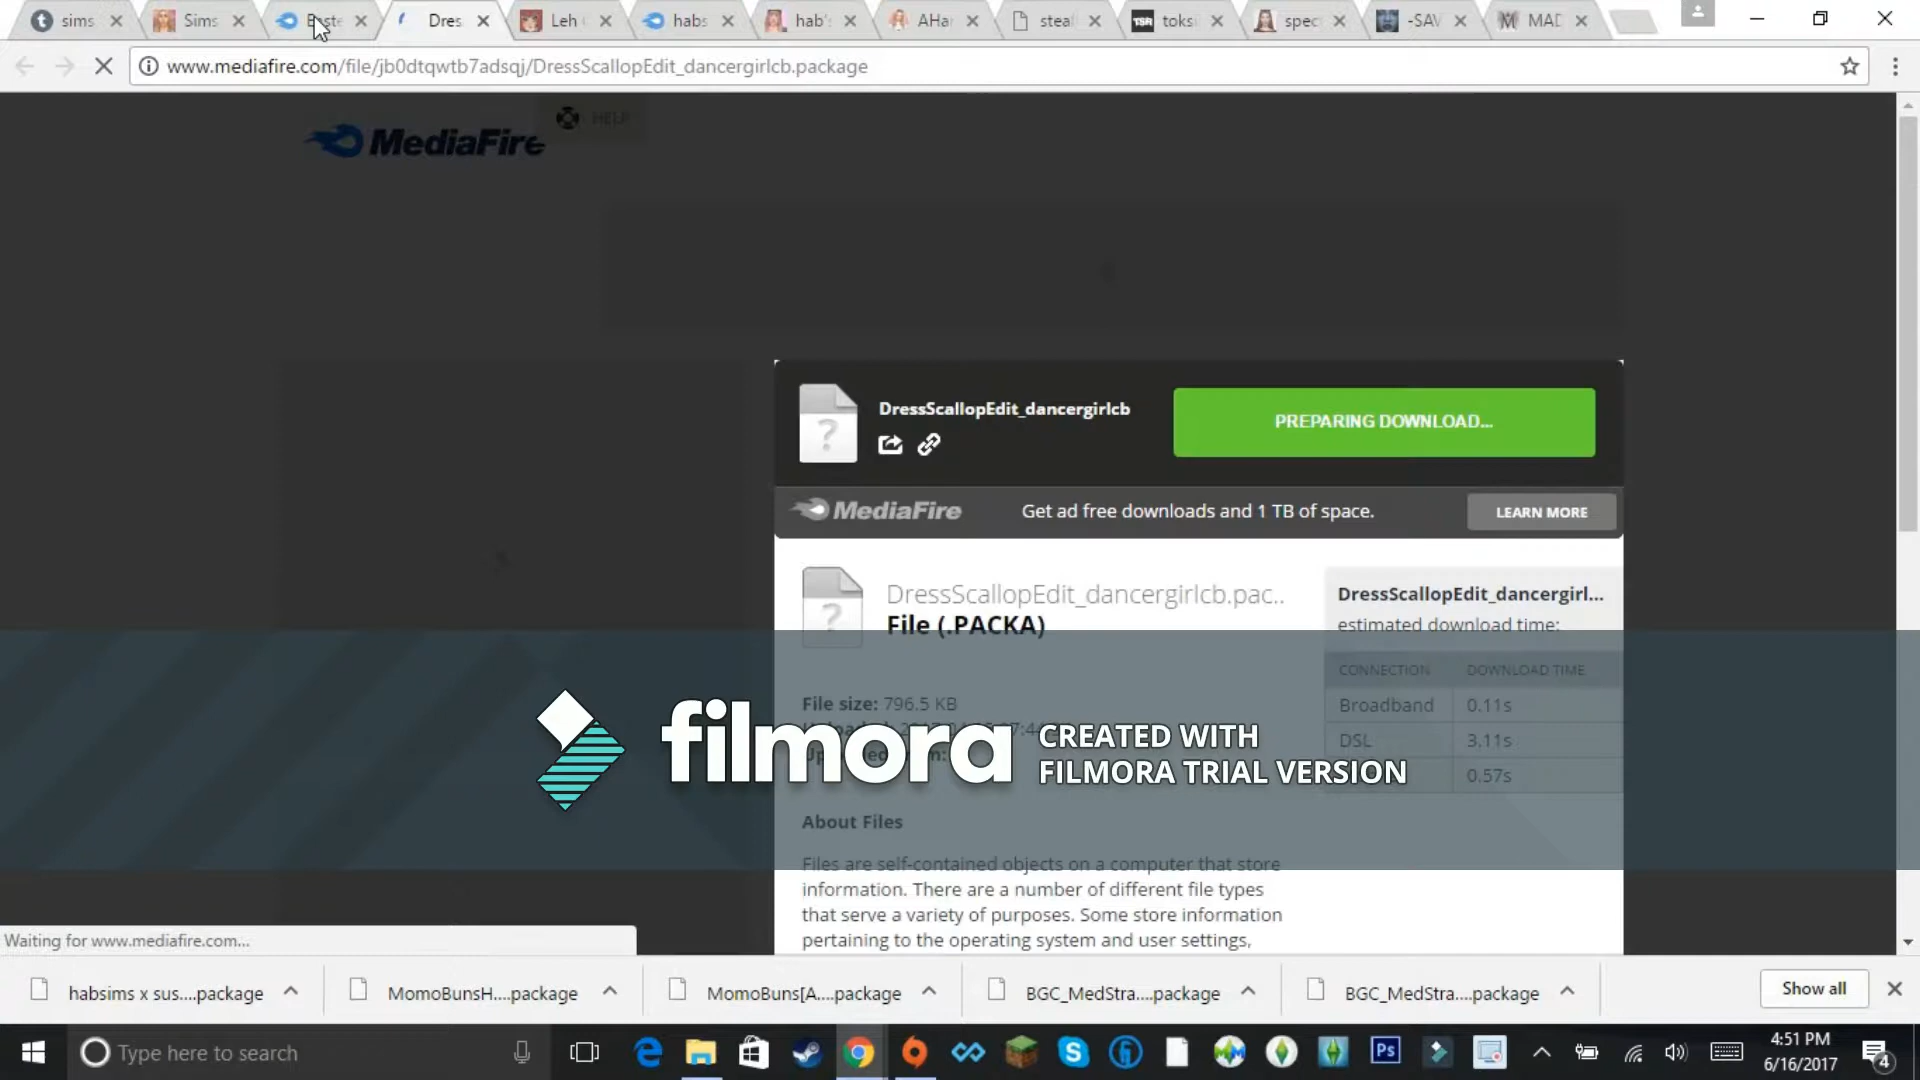 sims
Sims
Dres
Leh
habs
hab's
AHa
stea
TSR toksi
spec
-SAV
MAD
www.mediafire.com/file/jb0dtqwtb7adsqj/DressScallopEdit_dancergirlcb.package
MediaFire
HELP
DressScallopEdit_dancergirlcb
PREPARING DOWNLOAD...
MediaFire
Get ad free downloads and 1 TB of space.
LEARN MORE
DressScallopEdit_dancergirlcb.pac..
File (.PACKA)
DressScallopEdit_dancergirl...
estimated download time:
CONNECTION DOWNLOAD TIME
Broadband 0.11s
DSL 3.11s
0.57s
File size: 796.5 KB
filmora
CREATED WITH
FILMORA TRIAL VERSION
About Files
Files are self-contained objects on a computer that store
information. There are a number of different file types
that serve a variety of purposes. Some store information
pertaining to the operating system and user settings,
Waiting for www.mediafire.com...
habsims x sus....package
MomoBunsH....package
MomoBuns[A....package
BGC_MedStra....package
BGC_MedStra....package
Show all
Type here to search
Ps
4:51 PM
6/16/2017
4